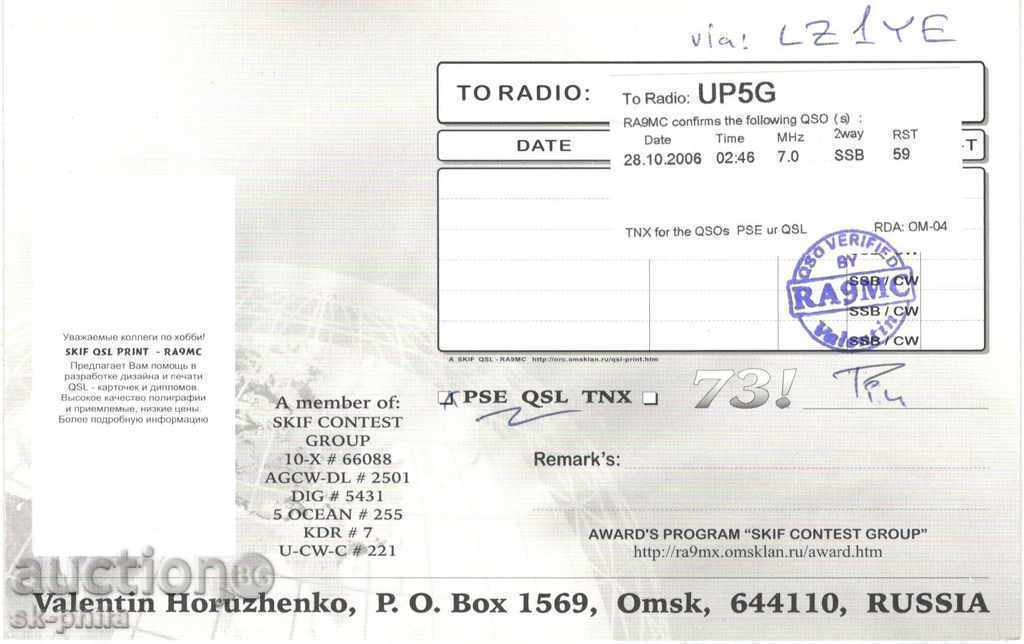 via: LZ1YE
TO RADIO: To Radio: UP5G
RA9MC confirms the following QSO (s) :
DATE Date Time MHz 2way RST T
28.10.2006 02:46 7.0 SSB 59
TNX for the QSOs PSE ur QSL RDA: OM-04
QSO VERIFIED
BY
RA9MC
Valentin
SSB / CW
SSB / CW
SSB / CW
A SKIF QSL - RA9MC http://orc.omsklan.ru/qsl-print.htm
PSE QSL TNX 73!
Remark's:
Уважаемые коллеги по хобби!
SKIF QSL PRINT - RA9MC
Предлагает Вам помощь в
разработке дизайна и печати
QSL - карточек и дипломов.
Высокое качество полиграфии
и приемлемые, низкие цены.
Более подробную информацию
A member of:
SKIF CONTEST
GROUP
10-X # 66088
AGCW-DL # 2501
DIG # 5431
5 OCEAN # 255
KDR # 7
U-CW-C # 221
AWARD'S PROGRAM “SKIF CONTEST GROUP”
http://ra9mx.omsklan.ru/award.htm
auction BG
sk-pnira
Valentin Horuzhenko, P. O. Box 1569, Omsk, 644110, RUSSIA